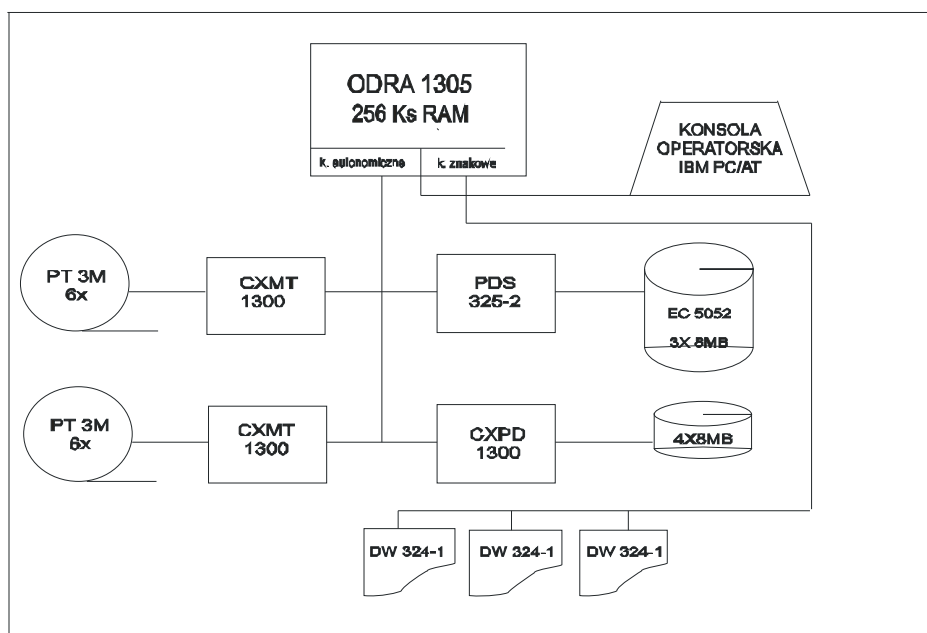 ODRA 1305
256 Ks RAM
k. autonomiczne
k. znakowe
KONSOLA
OPERATORSKA
IBM PC/AT
PT 3M
6x
CXMT
1300
PDS
325-2
EC 5052
3X 8MB
PT 3M
6x
CXMT
1300
CXPD
1300
4X8MB
DW 324-1
DW 324-1
DW 324-1